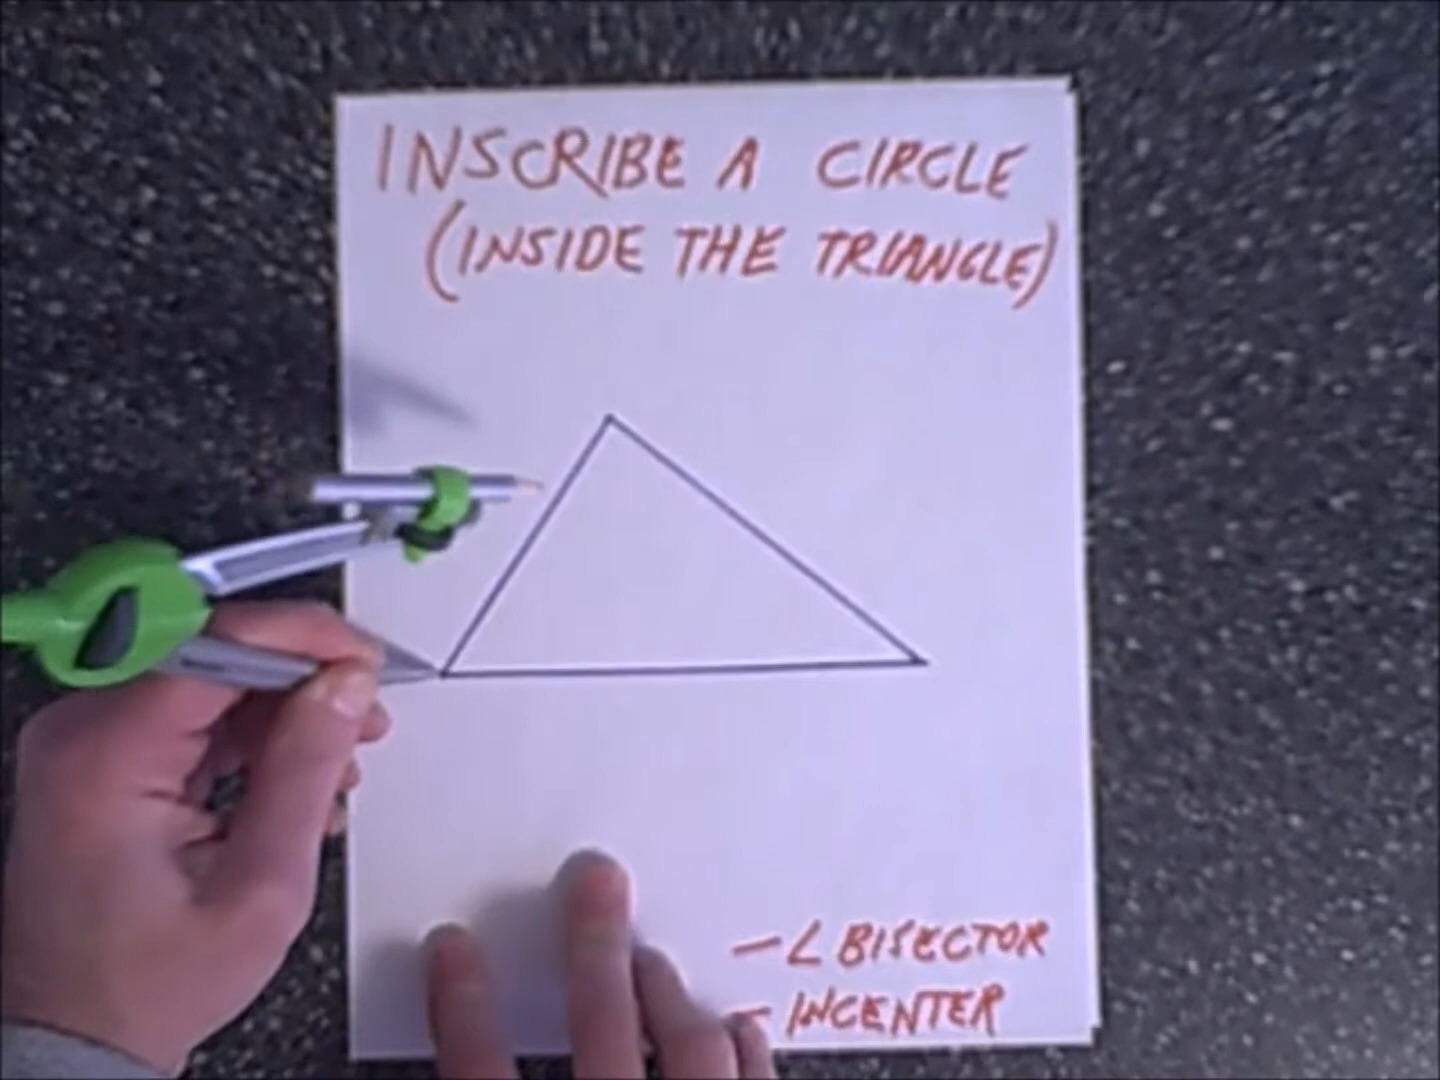 INSCRIBE A CIRCLE
(INSIDE THE TRIANGLE)
- ∠ BISECTOR
- INCENTER